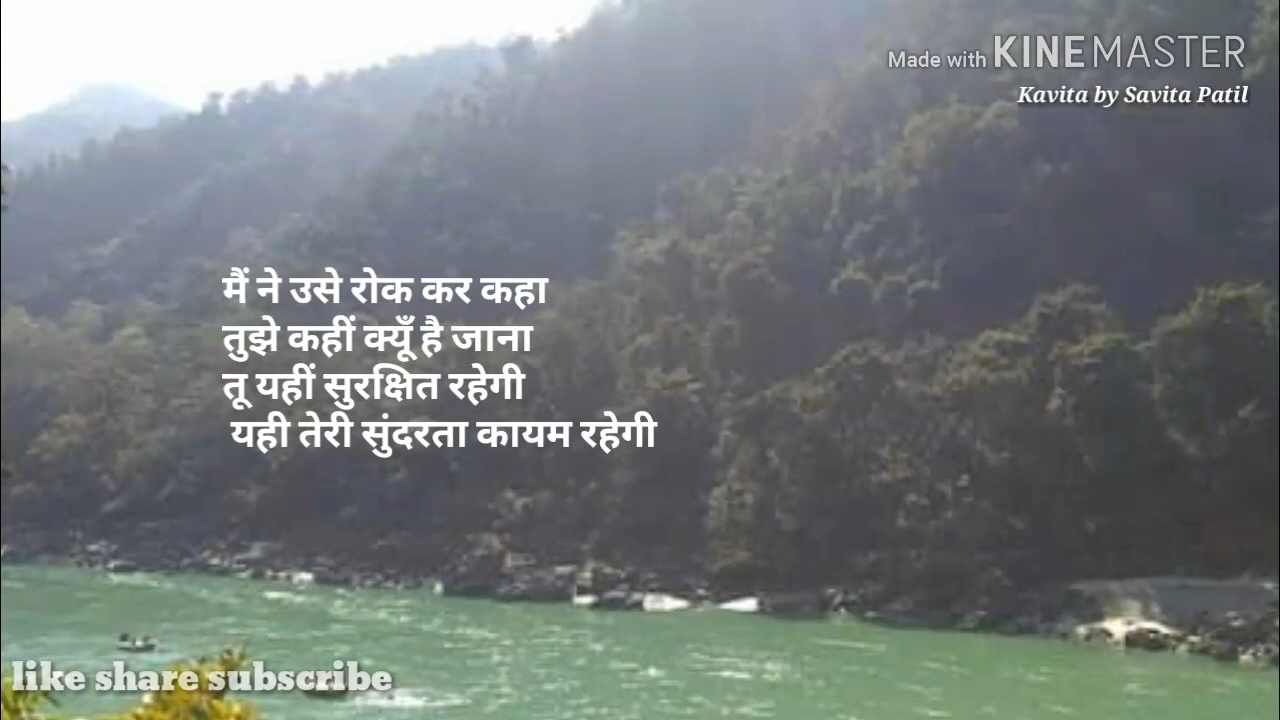 Made with KINEMASTER
Kavita by Savita Patil
मैं ने उसे रोक कर कहा
तुझे कहीं क्यूँ है जाना
तू यहीं सुरक्षित रहेगी
यही तेरी सुंदरता कायम रहेगी
like share subscribe